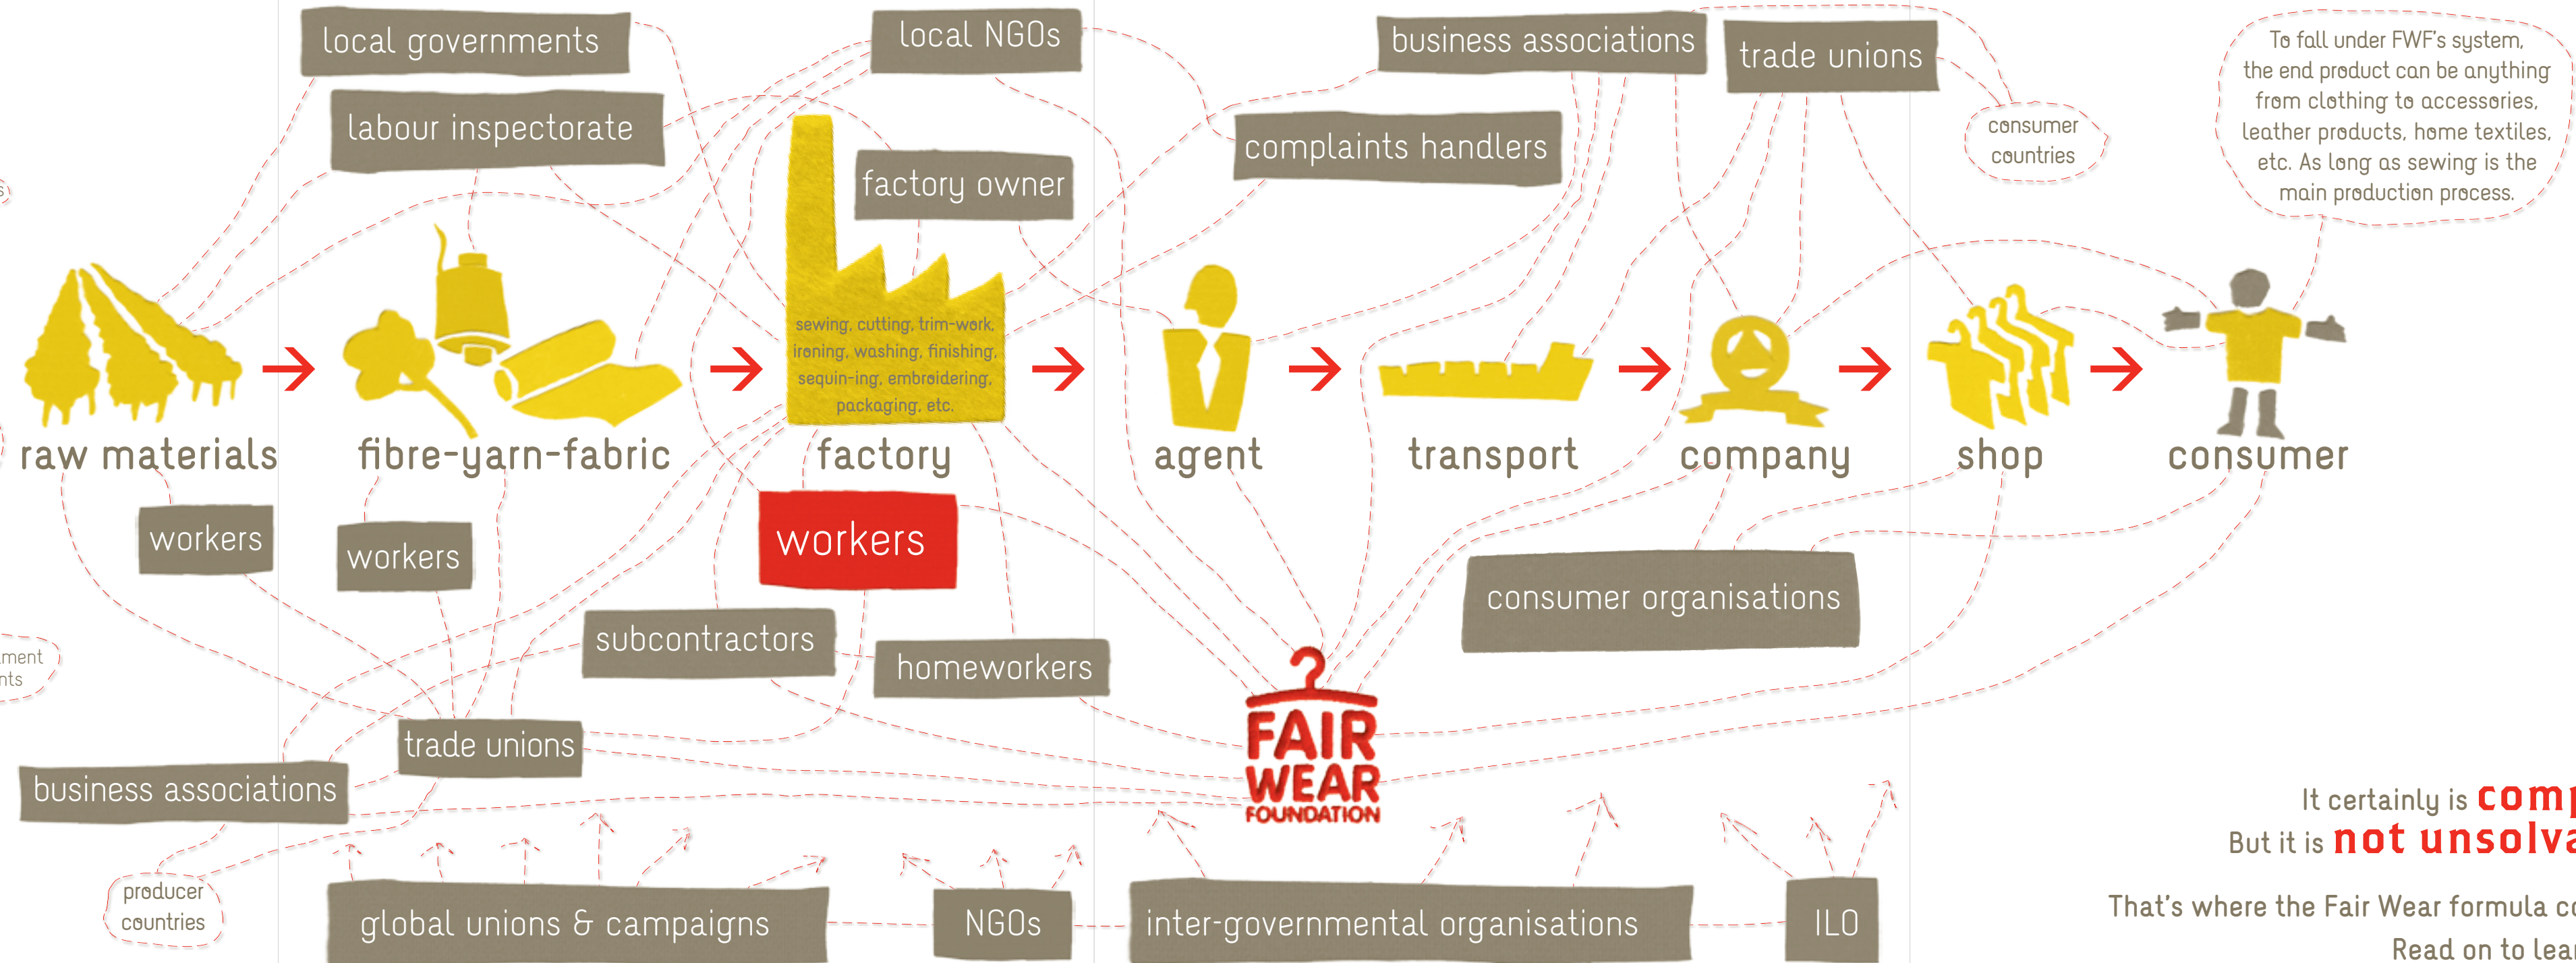 local governments
local NGOs
business associations
trade unions
labour inspectorate
complaints handlers
factory owner
consumer
countries
To fall under FWF's system,
the end product can be anything
from clothing to accessories,
leather products, home textiles,
etc. As long as sewing is the
main production process.
sewing, cutting, trim-work,
ironing, washing, finishing,
sequin-ing, embroidering,
packaging, etc.
raw materials
fibre-yarn-fabric
factory
agent
transport
company
shop
consumer
workers
workers
workers
consumer organisations
subcontractors
homeworkers
trade unions
business associations
FAIR
WEAR
FOUNDATION
producer
countries
global unions & campaigns
NGOs
inter-governmental organisations
ILO
It certainly is
But it is not
That's where the Fair Wear formula
Read on to